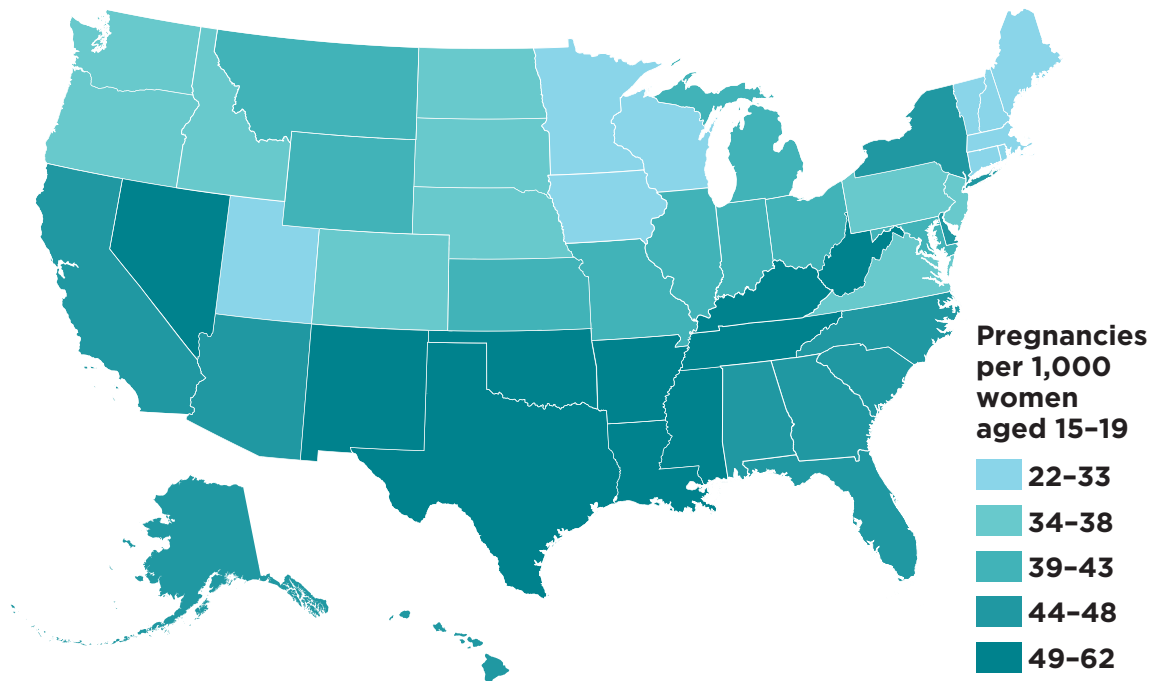 Pregnancies
per 1,000
women
aged 15–19
22–33
34–38
39–43
44–48
49–62